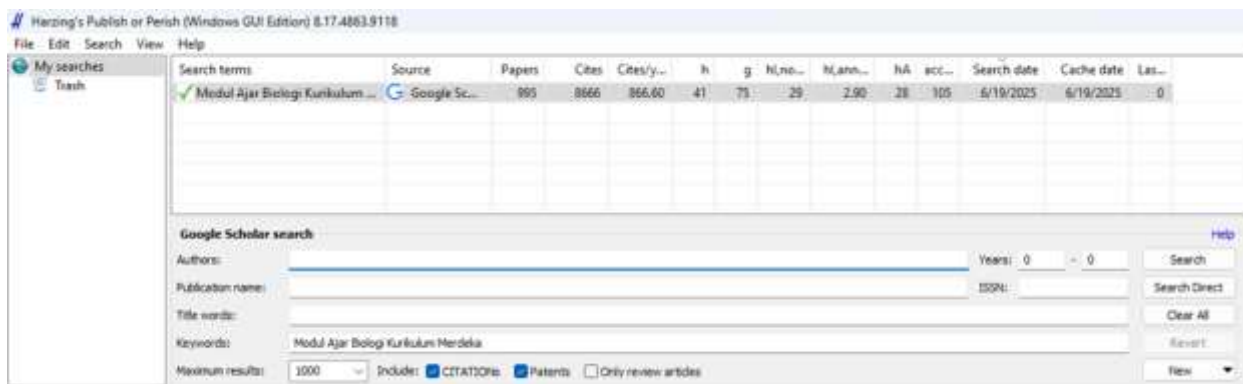 Harzing's Publish or Perish (Windows GUI Edition) 8.17.4863.9118
File Edit Search View Help
My searches
Trash
Search terms Source Papers Cites Cites/y... h g hI,no... hI,ann... hA acc... Search date Cache date Las...
Modul Ajar Biologi Kurikulum ... Google Sc... 995 8666 866.60 41 75 29 2.90 28 105 6/19/2025 6/19/2025 0
Google Scholar search Help
Authors: Years: 0 - 0 Search
Publication name: ISSN: Search Direct
Title words: Clear All
Keywords: Modul Ajar Biologi Kurikulum Merdeka Revert
Maximum results: 1000 Include: CITATIONs Patents Only review articles New